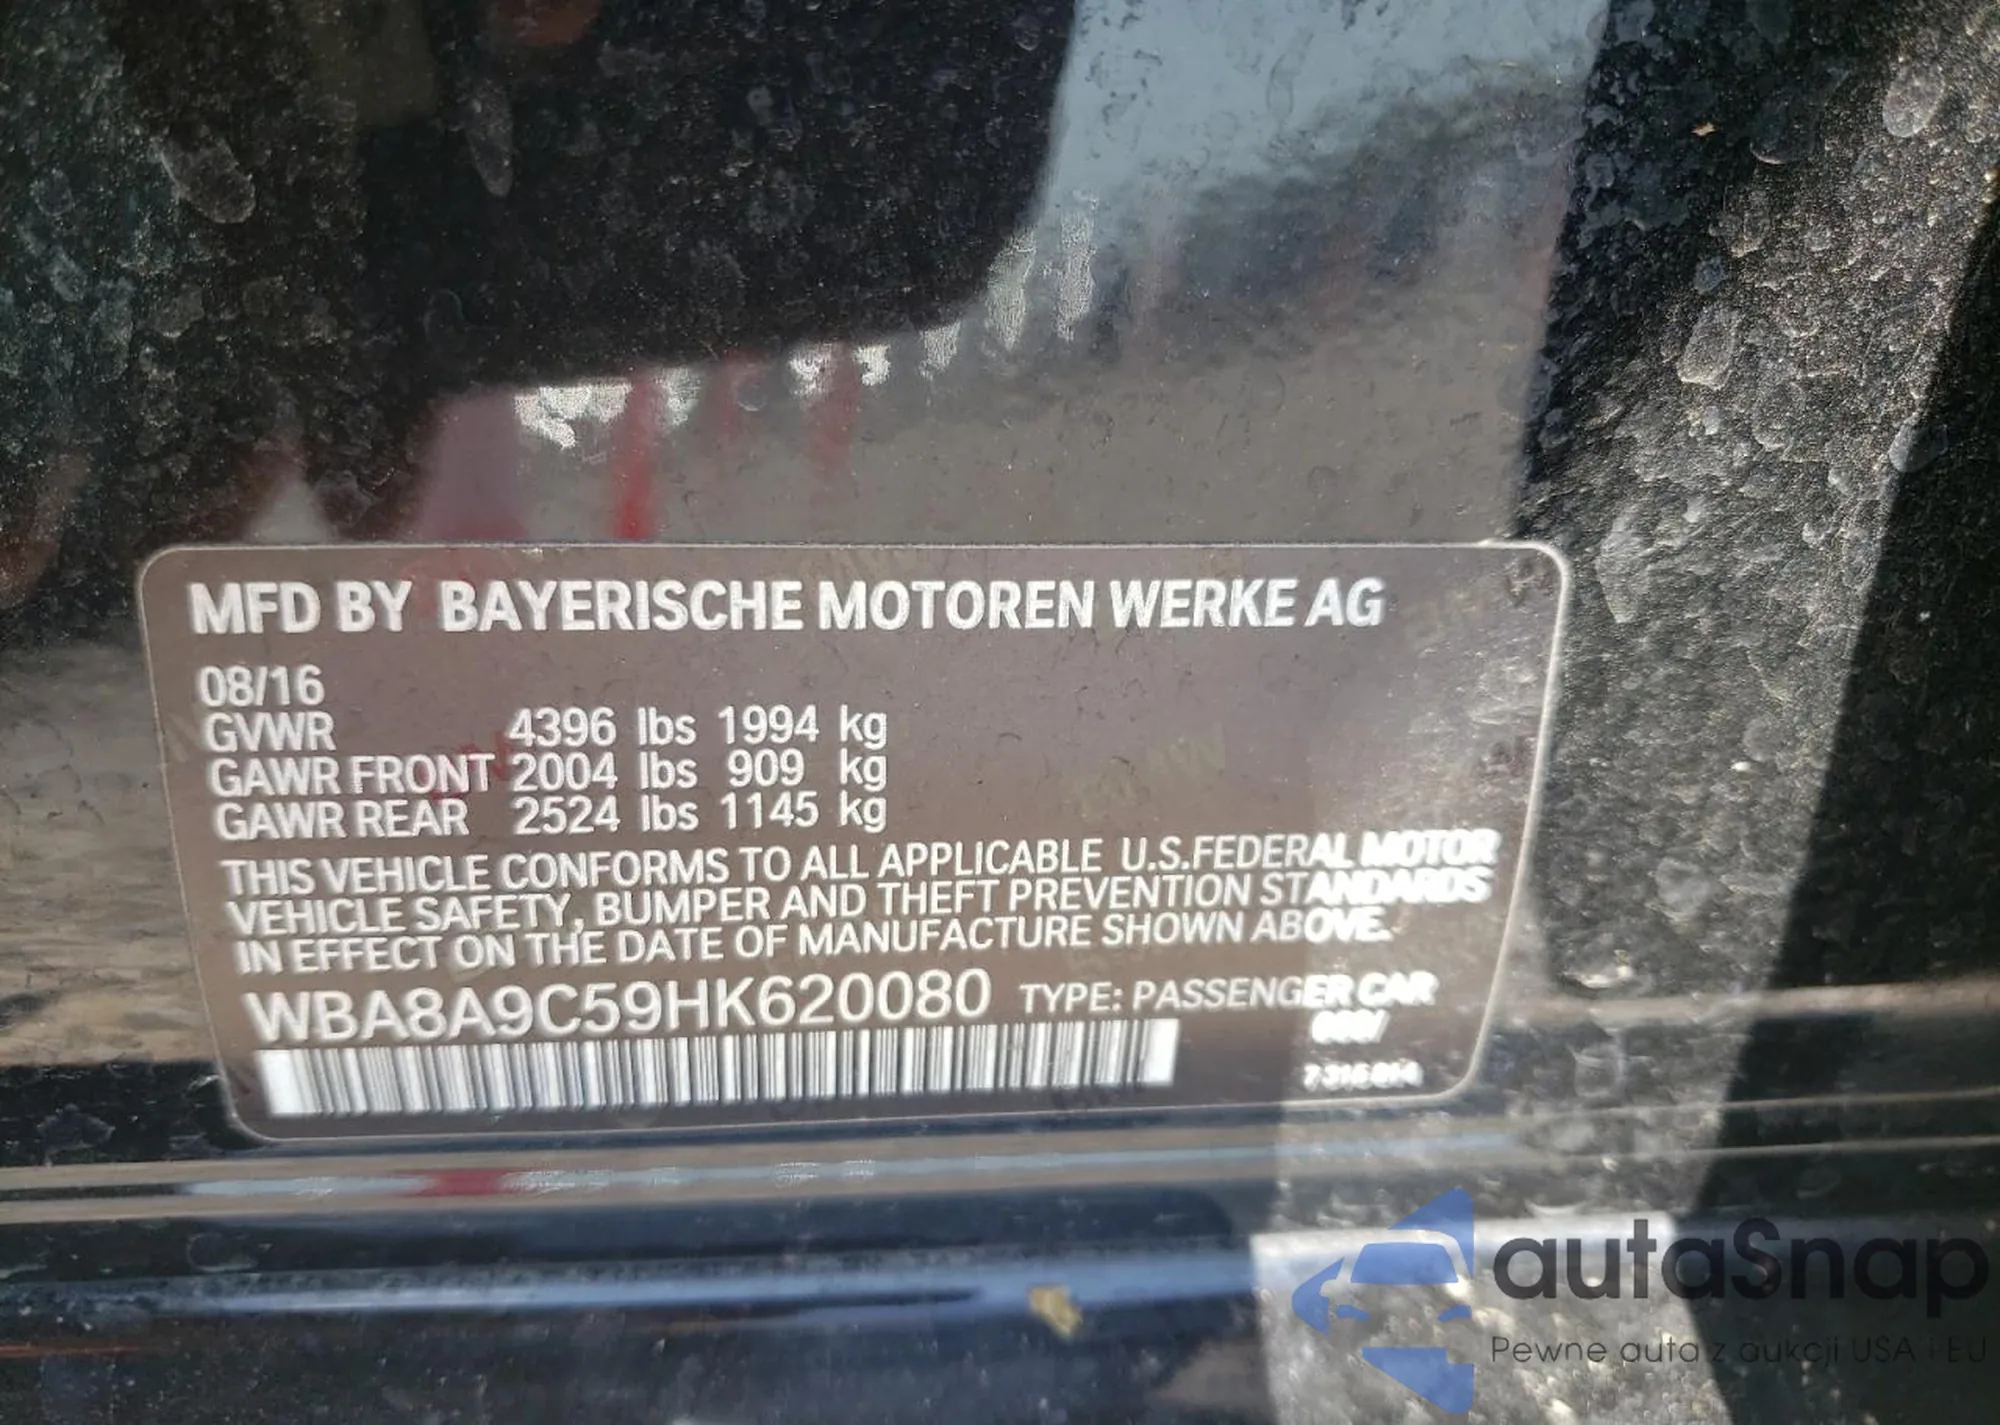 MFD BY BAYERISCHE MOTOREN WERKE AG
08/16
GVWR 4396 lbs 1994 kg
GAWR FRONT 2004 lbs 909 kg
GAWR REAR 2524 lbs 1145 kg
THIS VEHICLE CONFORMS TO ALL APPLICABLE U.S.FEDERAL MOTOR
VEHICLE SAFETY, BUMPER AND THEFT PREVENTION STANDARDS
IN EFFECT ON THE DATE OF MANUFACTURE SHOWN ABOVE.
WBA8A9C59HK620080 TYPE: PASSENGER CAR
autaSnap
Pewne auta z aukcji USA i EU